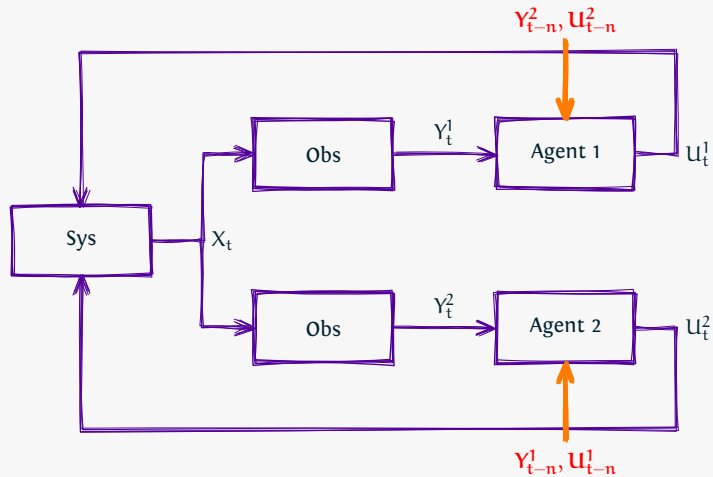 Y²ₜ₋ₙ, U²ₜ₋ₙ
Y¹ₜ
Obs
Agent 1
U¹ₜ
Sys
Xₜ
Y²ₜ
Obs
Agent 2
U²ₜ
Y¹ₜ₋ₙ, U¹ₜ₋ₙ